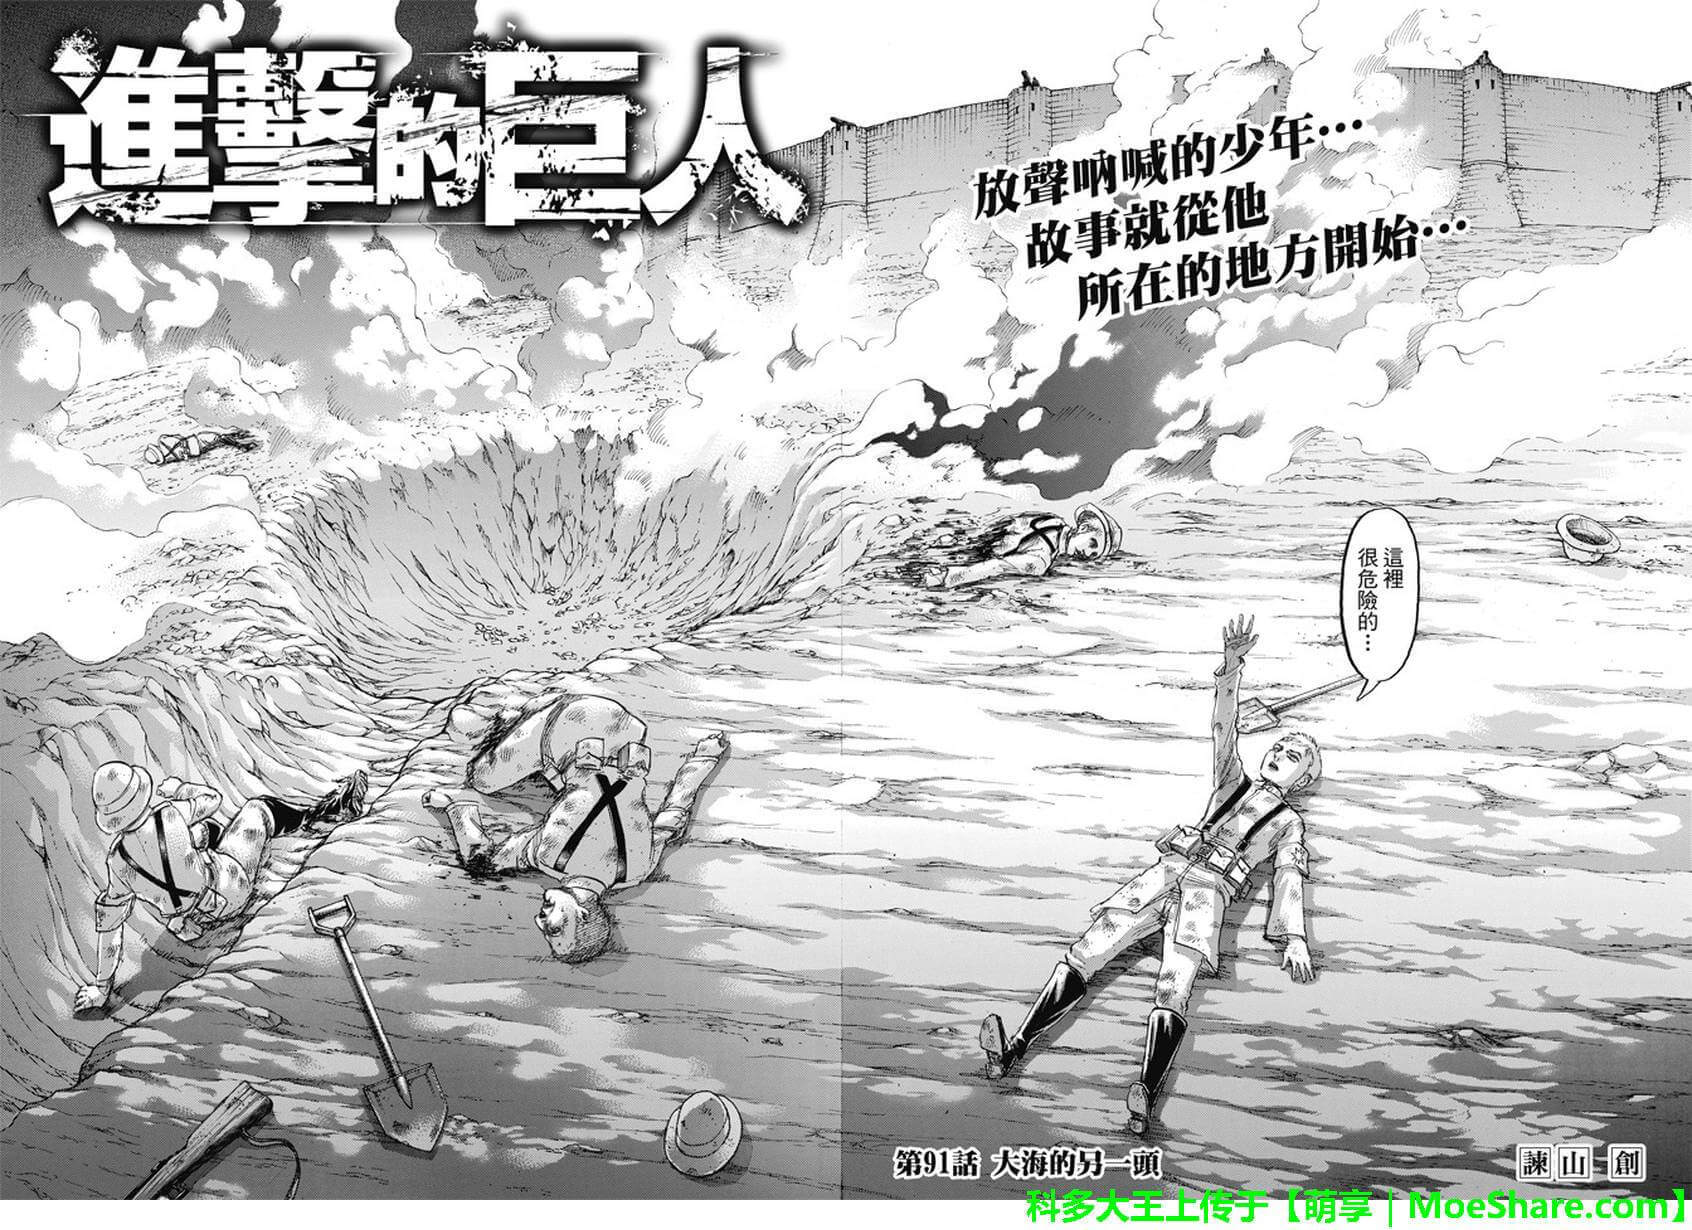 進擊的巨人
放聲吶喊的少年…
故事就從他
所在的地方開始…
這裡
很危險的…
第91話 大海的另一頭
諫山 創
科多大王上传于【萌享 | MoeShare.com】